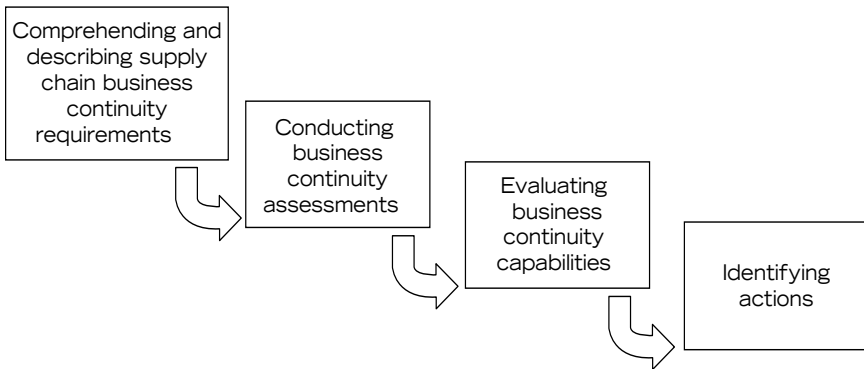 Comprehending and
describing supply
chain business
continuity
requirements
Conducting
business
continuity
assessments
Evaluating
business
continuity
capabilities
Identifying
actions